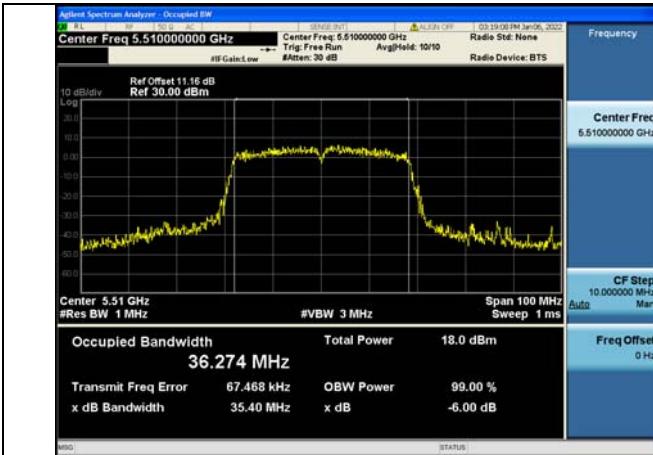 Agilent Spectrum Analyzer - Occupied BW
RL RF 50 Ω AC SENSE:INT ALIGN OFF 03:19:08 PM Jan 06, 2022
Center Freq 5.510000000 GHz
Center Freq: 5.510000000 GHz
Radio Std: None
Trig: Free Run Avg|Hold: 10/10
#IFGain:Low #Atten: 30 dB Radio Device: BTS
Frequency
Ref Offset 11.16 dB
10 dB/div Ref 30.00 dBm
Log
20.0
10.0
0.00
-10.0
-20.0
-30.0
-40.0
-50.0
-60.0
Center 5.51 GHz Span 100 MHz
#Res BW 1 MHz #VBW 3 MHz Sweep 1 ms
Center Freq
5.510000000 GHz
CF Step
10.000000 MHz
Auto Man
Freq Offset
0 Hz
Occupied Bandwidth Total Power 18.0 dBm
36.274 MHz
Transmit Freq Error 67.468 kHz OBW Power 99.00 %
x dB Bandwidth 35.40 MHz x dB -6.00 dB
MSG STATUS